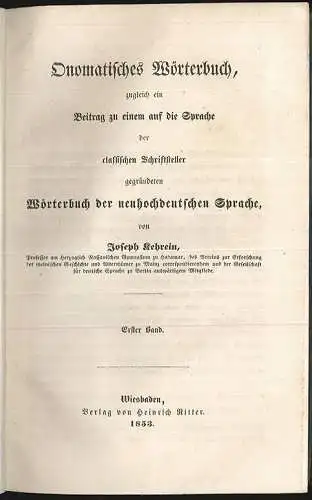 Onomatisches Wörterbuch,
zugleich ein
Beitrag zu einem auf die Sprache
der
classischen Schriftsteller
gegründeten
Wörterbuch der neuhochdeutschen Sprache,
von
Joseph Kehrein,
Professor am Herzoglich Nassauischen Gymnasium zu Hadamar, des Vereins zur Erforschung
der rheinischen Geschichte und Alterthümer zu Mainz correspondirendem und der Gesellschaft
für deutsche Sprache zu Berlin auswärtigem Mitgliede.
Erster Band.
Wiesbaden,
Verlag von Heinrich Ritter.
1853.